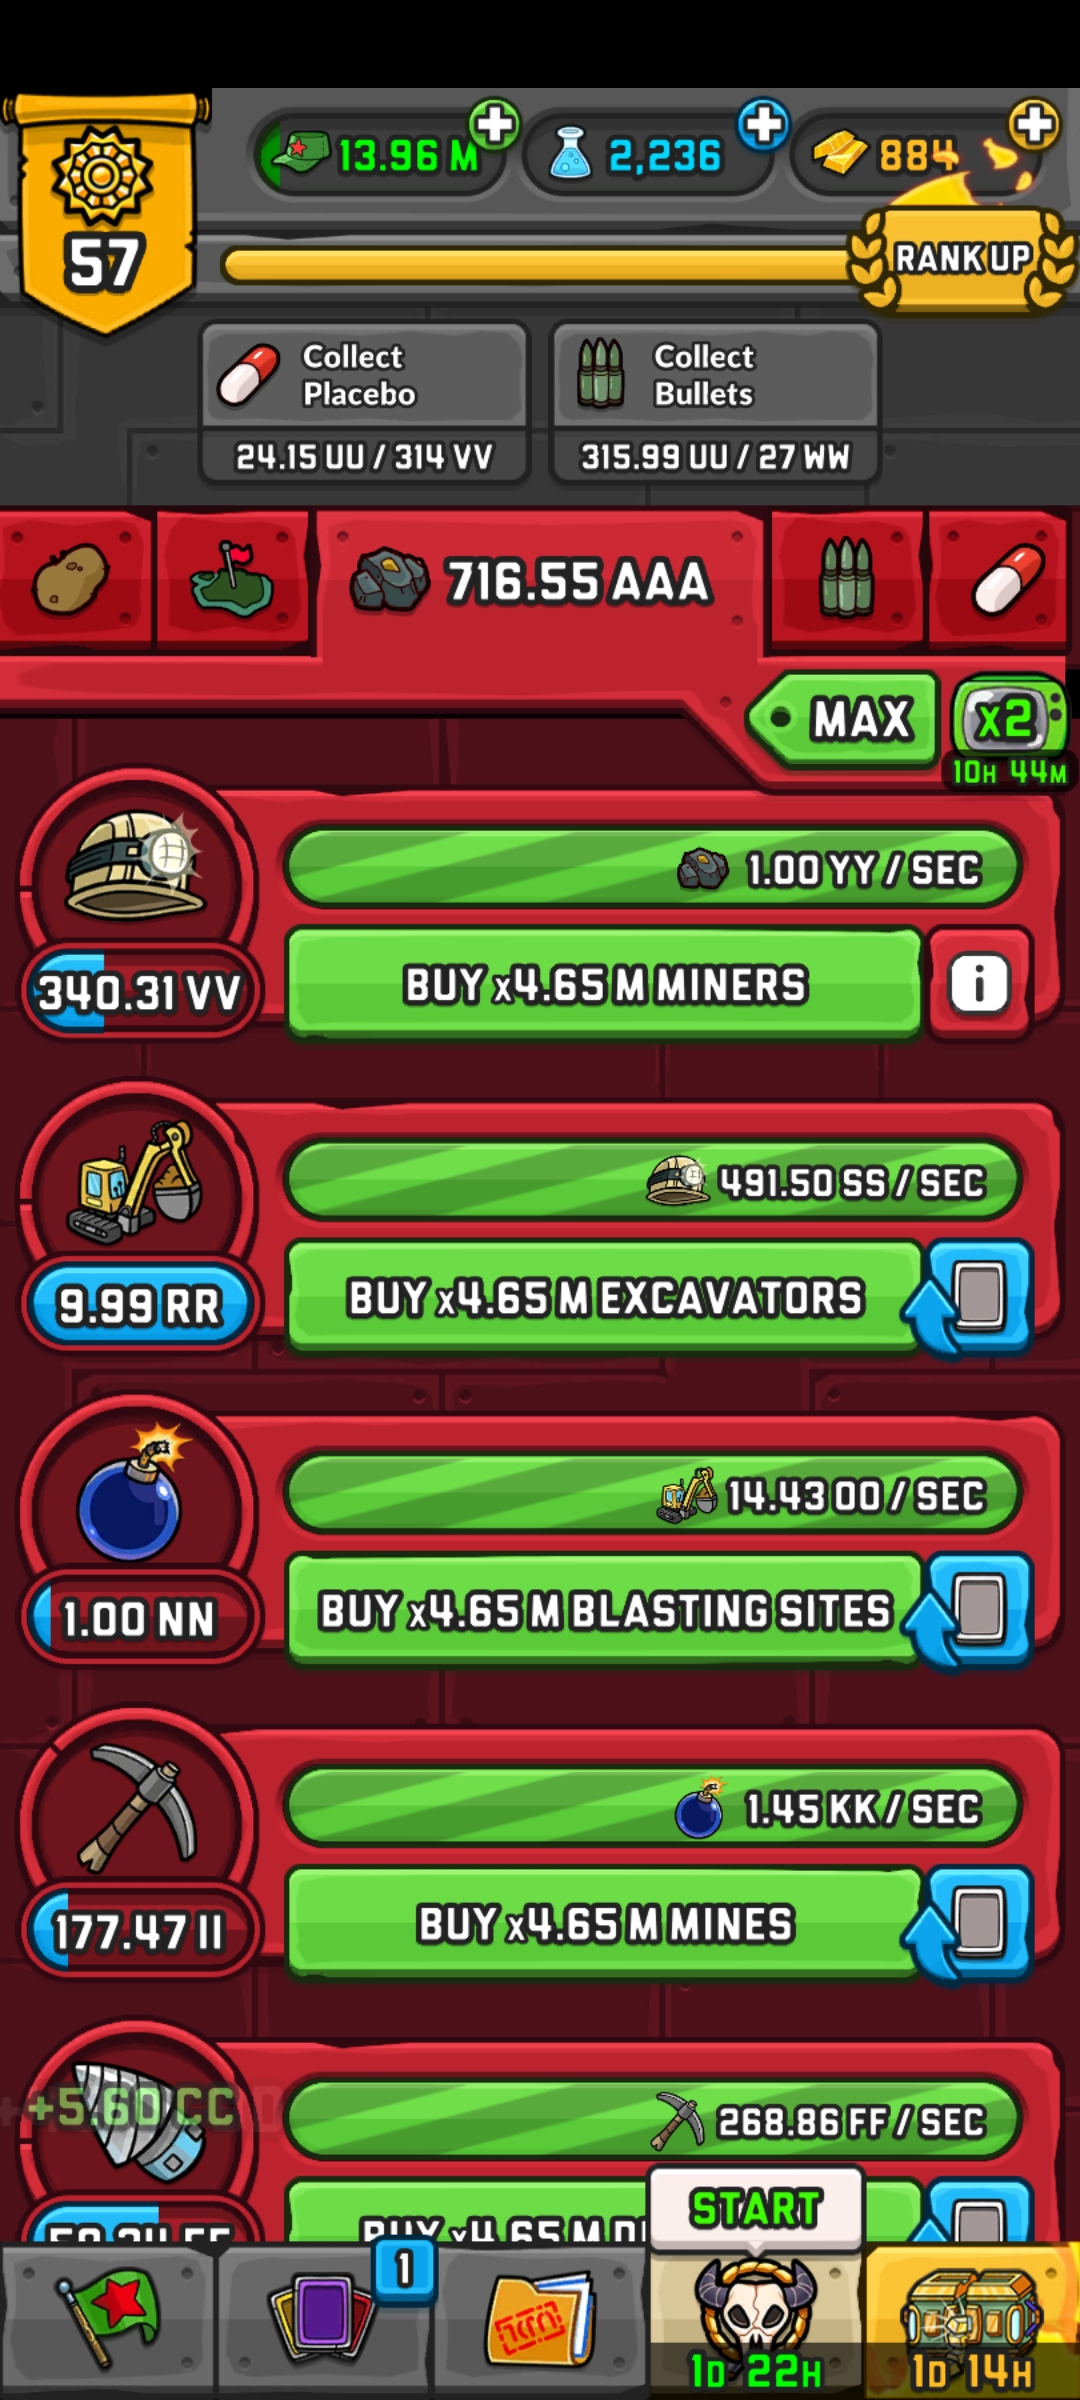 13.96 M
2,236
884
57
RANK UP
Collect
Placebo
24.15 UU / 314 VV
Collect
Bullets
315.99 UU / 27 WW
716.55 AAA
MAX
x2
10H 44M
1.00 YY / SEC
340.31 VV
BUY x4.65 M MINERS
i
491.50 SS / SEC
9.99 RR
BUY x4.65 M EXCAVATORS
14.43 OO / SEC
1.00 NN
BUY x4.65 M BLASTING SITES
1.45 KK / SEC
177.47 II
BUY x4.65 M MINES
+5.60 CC
268.86 FF / SEC
BUY x4.65 M
START
1
1D 22H
1D 14H